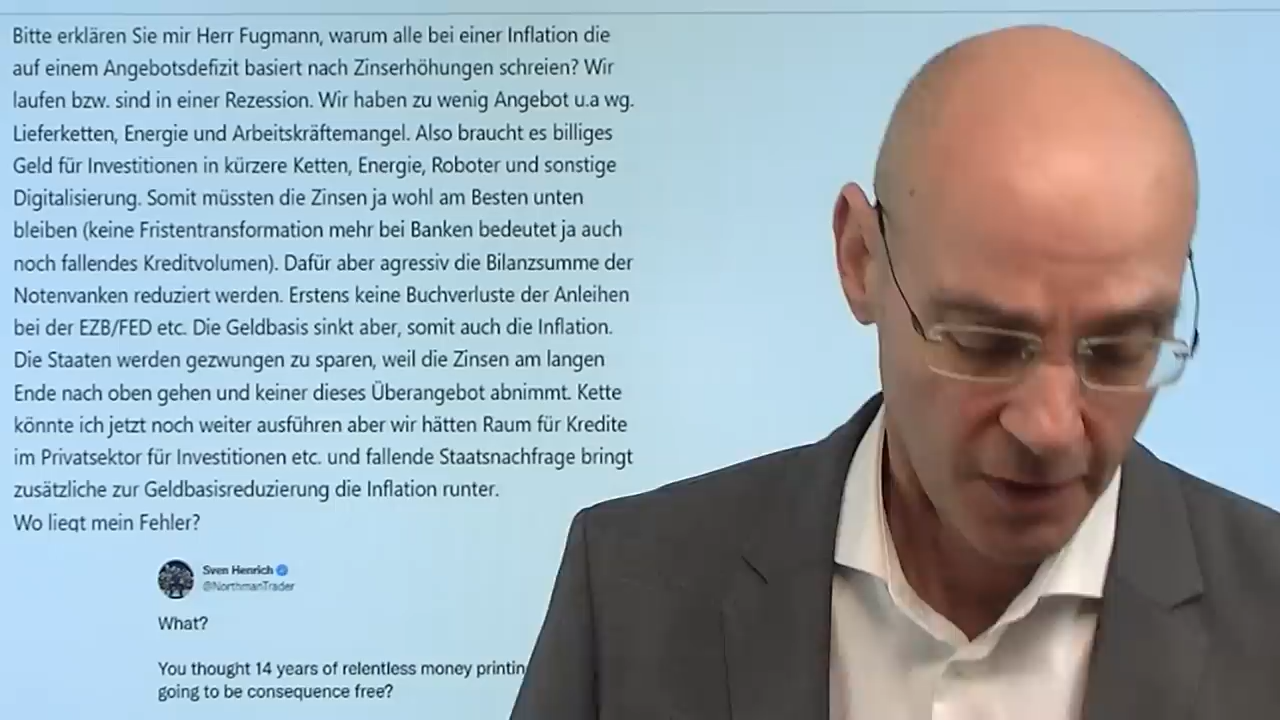 Bitte erklären Sie mir Herr Fugmann, warum alle bei einer Inflation die
auf einem Angebotsdefizit basiert nach Zinserhöhungen schreien? Wir
laufen bzw. sind in einer Rezession. Wir haben zu wenig Angebot u.a wg.
Lieferketten, Energie und Arbeitskräftemangel. Also braucht es billiges
Geld für Investitionen in kürzere Ketten, Energie, Roboter und sonstige
Digitalisierung. Somit müssten die Zinsen ja wohl am Besten unten
bleiben (keine Fristentransformation mehr bei Banken bedeutet ja auch
noch fallendes Kreditvolumen). Dafür aber agressiv die Bilanzsumme der
Notenvanken reduziert werden. Erstens keine Buchverluste der Anleihen
bei der EZB/FED etc. Die Geldbasis sinkt aber, somit auch die Inflation.
Die Staaten werden gezwungen zu sparen, weil die Zinsen am langen
Ende nach oben gehen und keiner dieses Überangebot abnimmt. Kette
könnte ich jetzt noch weiter ausführen aber wir hätten Raum für Kredite
im Privatsektor für Investitionen etc. und fallende Staatsnachfrage bringt
zusätzliche zur Geldbasisreduzierung die Inflation runter.
Wo liegt mein Fehler?
Sven Henrich
@NorthmanTrader
What?
You thought 14 years of relentless money printin
going to be consequence free?